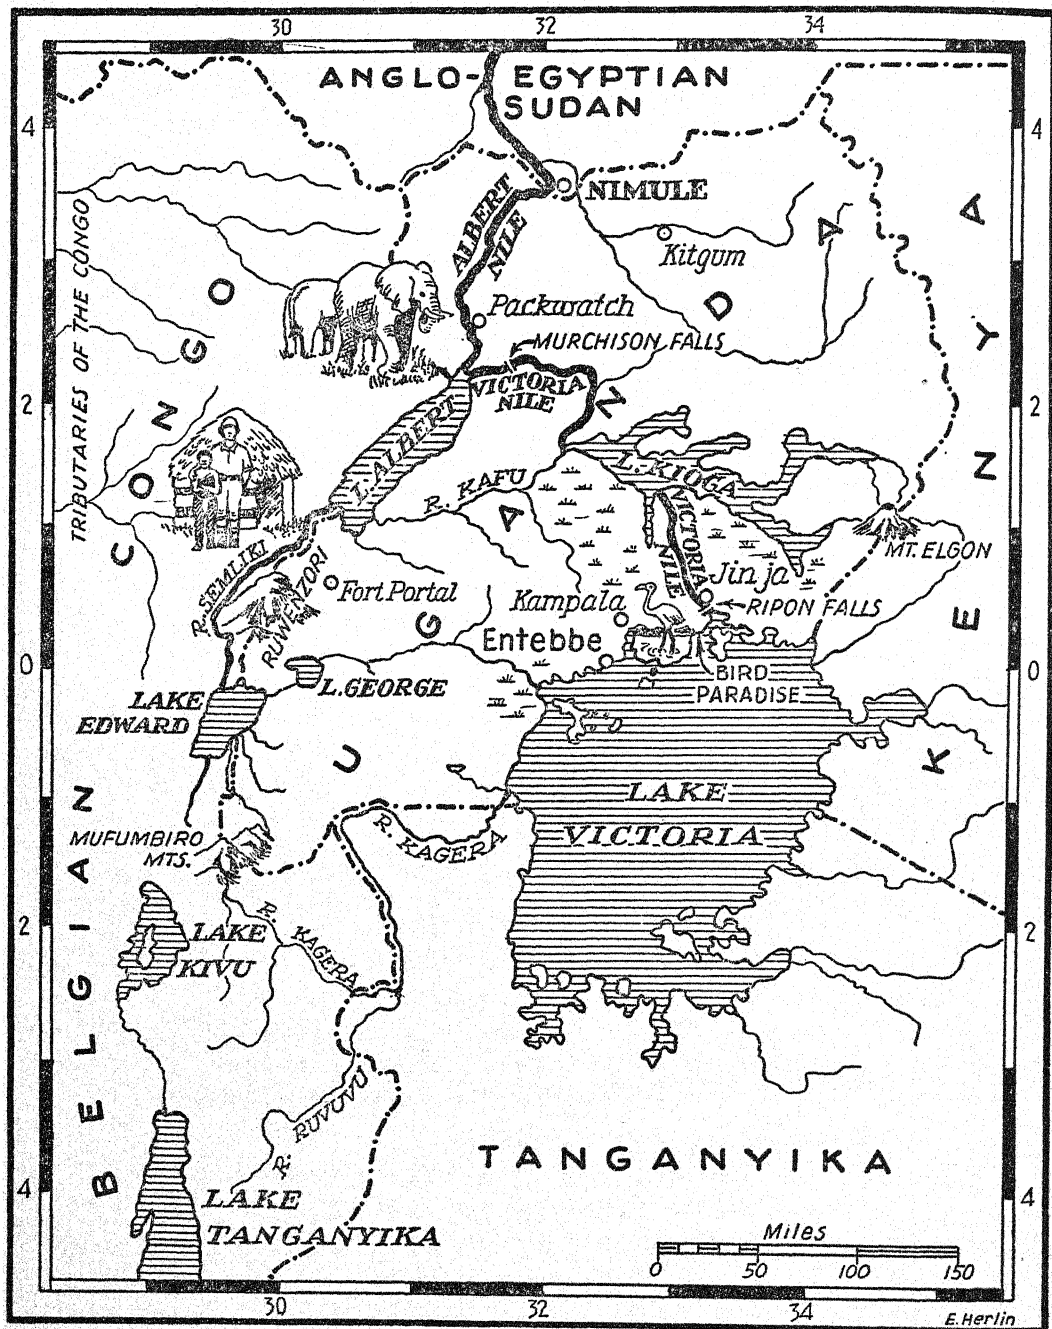 30 32 34
ANGLO-EGYPTIAN
SUDAN
4 4
NIMULE
ALBERT
NILE
Kitgum
Packwatch
MURCHISON FALLS
VICTORIA
NILE
TRIBUTARIES OF THE CONGO
2 2
L. ALBERT
L. KIOGA
R. KAFU
VICTORIA
NILE
MT. ELGON
R. SEMLIKI
RUWENZORI
Fort Portal
Jinja
Kampala
RIPON FALLS
Entebbe
0 0
BIRD
PARADISE
L. GEORGE
LAKE
EDWARD
UGANDA
KENYA
BELGIAN CONGO
LAKE
VICTORIA
MUFUMBIRO
MTS.
R. KAGERA
2 2
R. KAGERA
LAKE
KIVU
R. RUVUVU
TANGANYIKA
4 4
LAKE
TANGANYIKA
Miles
0 50 100 150
30 32 34
E. Herlin